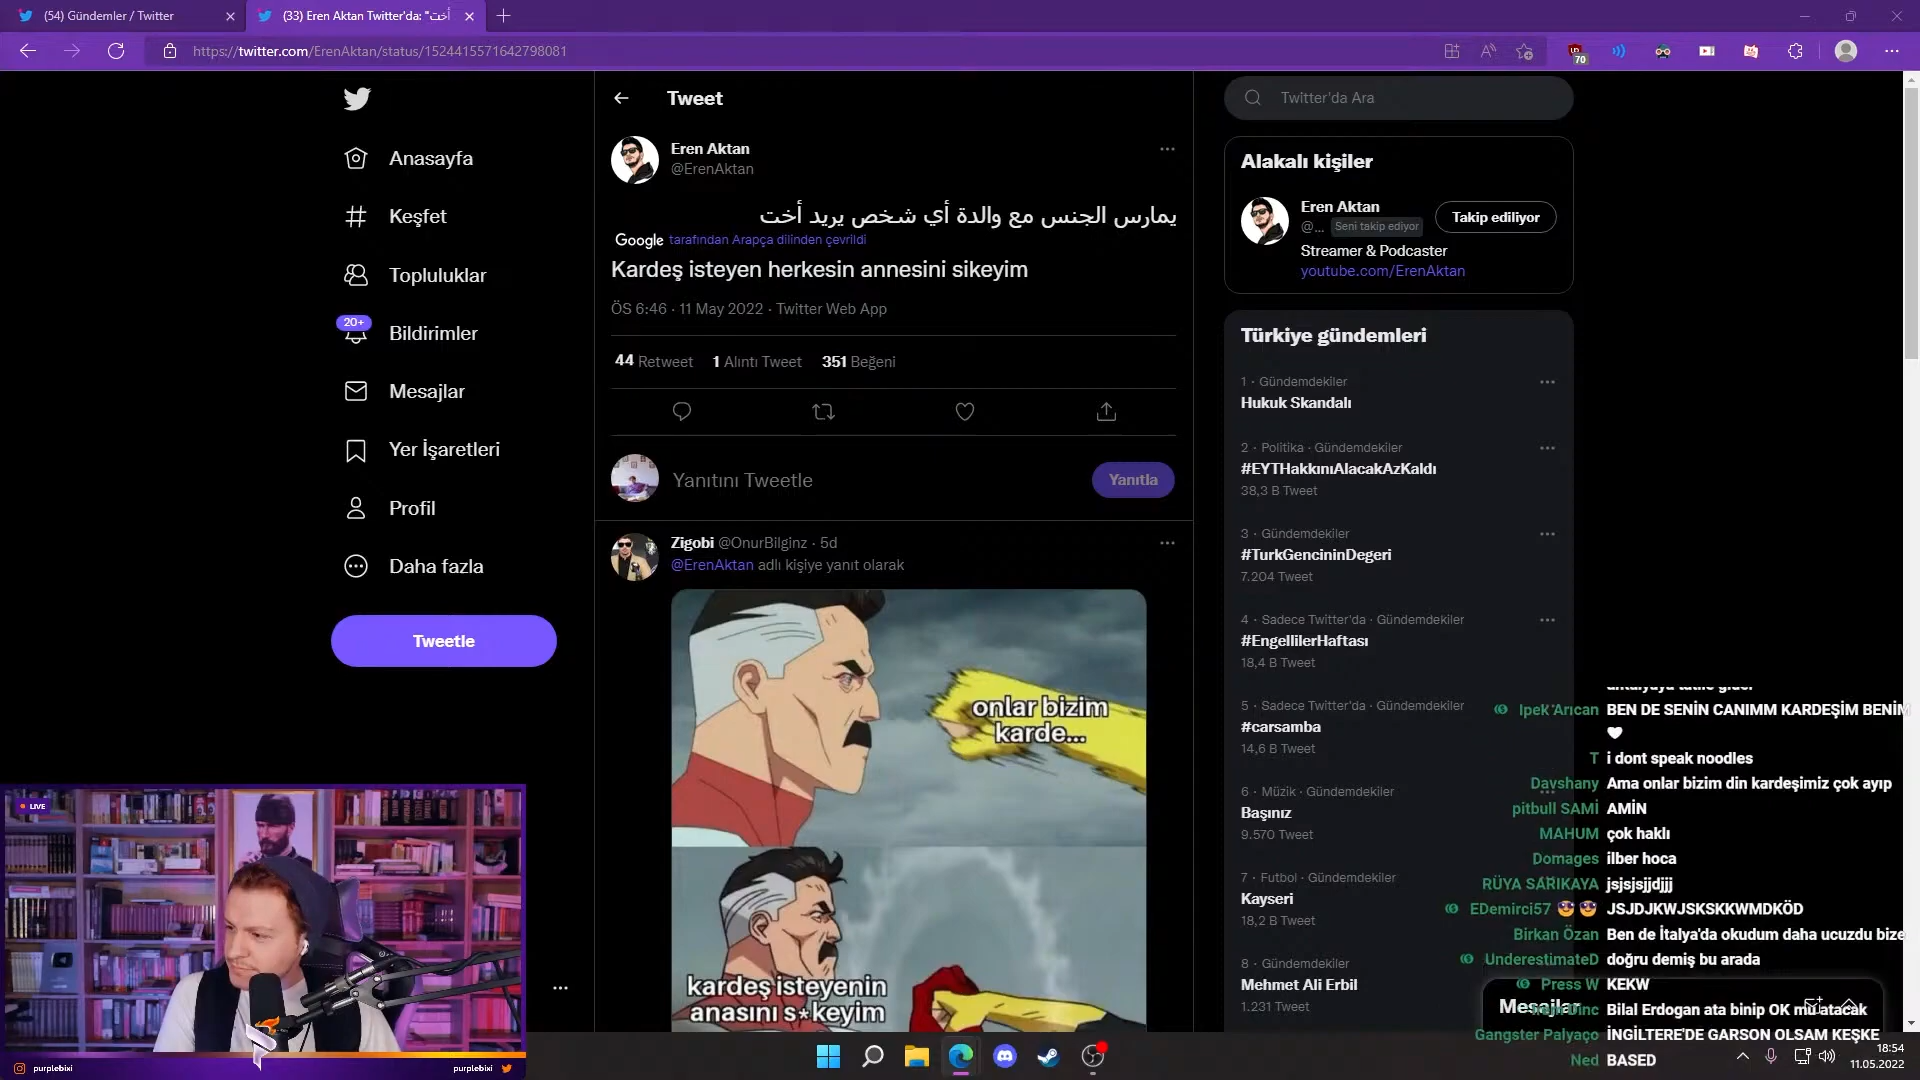 (54) Gündemler / Twitter
(33) Eren Aktan Twitter'da: "أخت
https://twitter.com/ErenAktan/status/1524415571642798081
70
Anasayfa
Keşfet
Topluluklar
20+
Bildirimler
Mesajlar
Yer İşaretleri
Profil
Daha fazla
Tweetle
Tweet
Eren Aktan
@ErenAktan
يمارس الجنس مع والدة أي شخص يريد أخت
Google tarafından Arapça dilinden çevrildi
Kardeş isteyen herkesin annesini sikeyim
ÖS 6:46 · 11 May 2022 · Twitter Web App
44 Retweet 1 Alıntı Tweet 351 Beğeni
Yanıtını Tweetle
Yanıtla
Zigobi @OnurBilginz · 5d
@ErenAktan adlı kişiye yanıt olarak
onlar bizim
karde...
kardeş isteyenin
anasını s*keyim
Twitter'da Ara
Alakalı kişiler
Eren Aktan
@... Seni takip ediyor
Takip ediliyor
Streamer & Podcaster
youtube.com/ErenAktan
Türkiye gündemleri
1 · Gündemdekiler
Hukuk Skandalı
2 · Politika · Gündemdekiler
#EYTHakkınıAlacakAzKaldı
38,3 B Tweet
3 · Gündemdekiler
#TurkGencininDegeri
7.204 Tweet
4 · Sadece Twitter'da · Gündemdekiler
#EngellilerHaftası
18,4 B Tweet
5 · Sadece Twitter'da · Gündemdekiler
#carsamba
14,6 B Tweet
6 · Müzik · Gündemdekiler
Başınız
9.570 Tweet
7 · Futbol · Gündemdekiler
Kayseri
18,2 B Tweet
8 · Gündemdekiler
Mehmet Ali Erbil
1.231 Tweet
Mesajlar
Ipek Arıcan BEN DE SENİN CANIMM KARDEŞİM BENİM
🤍
T i dont speak noodles
Davshany Ama onlar bizim din kardeşimiz çok ayıp
pitbull SAMİ AMİN
MAHUM çok haklı
Domages ilber hoca
RÜYA SARIKAYA jsjsjsjjdjjj
EDemirci57 😎 😎 JSJDJKWJSKSKKWMDKÖD
Birkan Özan Ben de İtalya'da okudum daha ucuzdu bize
UnderestimateD doğru demiş bu arada
Press W KEKW
Dinc Bilal Erdogan ata binip OK mu atacak
Gangster Palyaço İNGİLTERE'DE GARSON OLSAM KEŞKE
Ned BASED
LIVE
purplebixi
purplebixi
18:54
11.05.2022